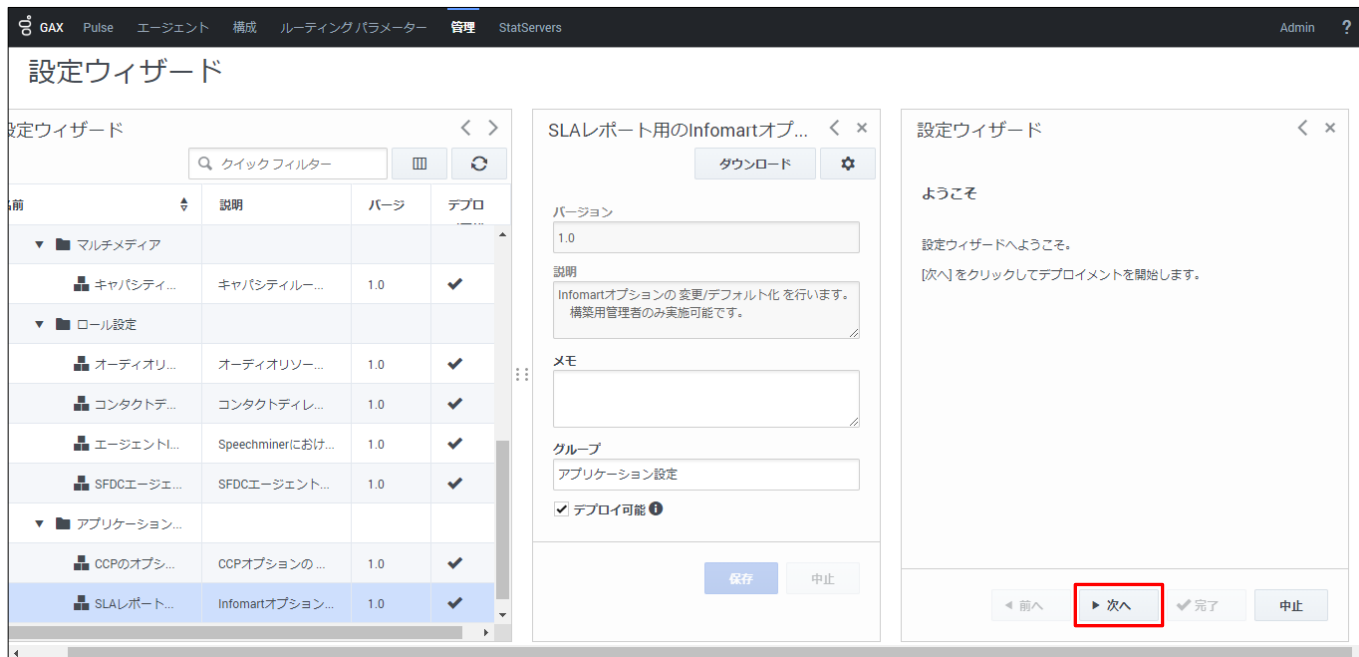 GAX Pulse エージェント 構成 ルーティング パラメーター 管理 StatServers Admin ?
設定ウィザード
設定ウィザード
クイック フィルター
名前 説明 バージ デプロ
マルチメディア
キャパシティ... キャパシティルー... 1.0
ロール設定
オーディオリ... オーディオリソー... 1.0
コンタクトデ... コンタクトディレ... 1.0
エージェントI... Speechminerにおけ... 1.0
SFDCエージェ... SFDCエージェント... 1.0
アプリケーション...
CCPのオプシ... CCPオプションの ... 1.0
SLAレポート... Infomartオプション... 1.0
SLAレポート用のInfomartオプ...
ダウンロード
バージョン
1.0
説明
Infomartオプションの 変更/デフォルト化 を行います。
構築用管理者のみ実施可能です。
メモ
グループ
アプリケーション設定
デプロイ可能
保存 中止
設定ウィザード
ようこそ
設定ウィザードへようこそ。
[次へ] をクリックしてデプロイメントを開始します。
前へ 次へ 完了 中止